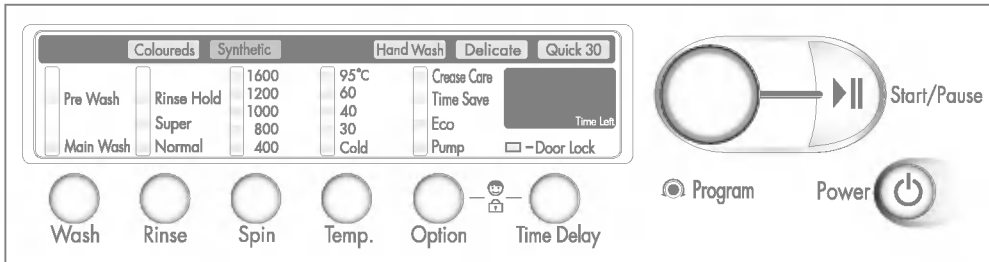 Coloureds Synthetic Hand Wash Delicate Quick 30
Pre Wash
Main Wash
Rinse Hold
Super
Normal
1600
1200
1000
800
400
95°C
60
40
30
Cold
Crease Care
Time Save
Eco
Pump
Time Left
Door Lock
Start/Pause
Program
Power
Wash Rinse Spin Temp. Option Time Delay